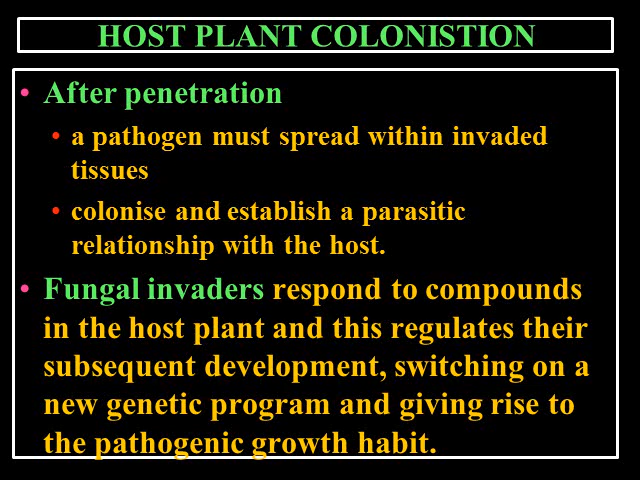 HOST PLANT COLONISTION
• After penetration
• a pathogen must spread within invaded
tissues
• colonise and establish a parasitic
relationship with the host.
• Fungal invaders respond to compounds
in the host plant and this regulates their
subsequent development, switching on a
new genetic program and giving rise to
the pathogenic growth habit.